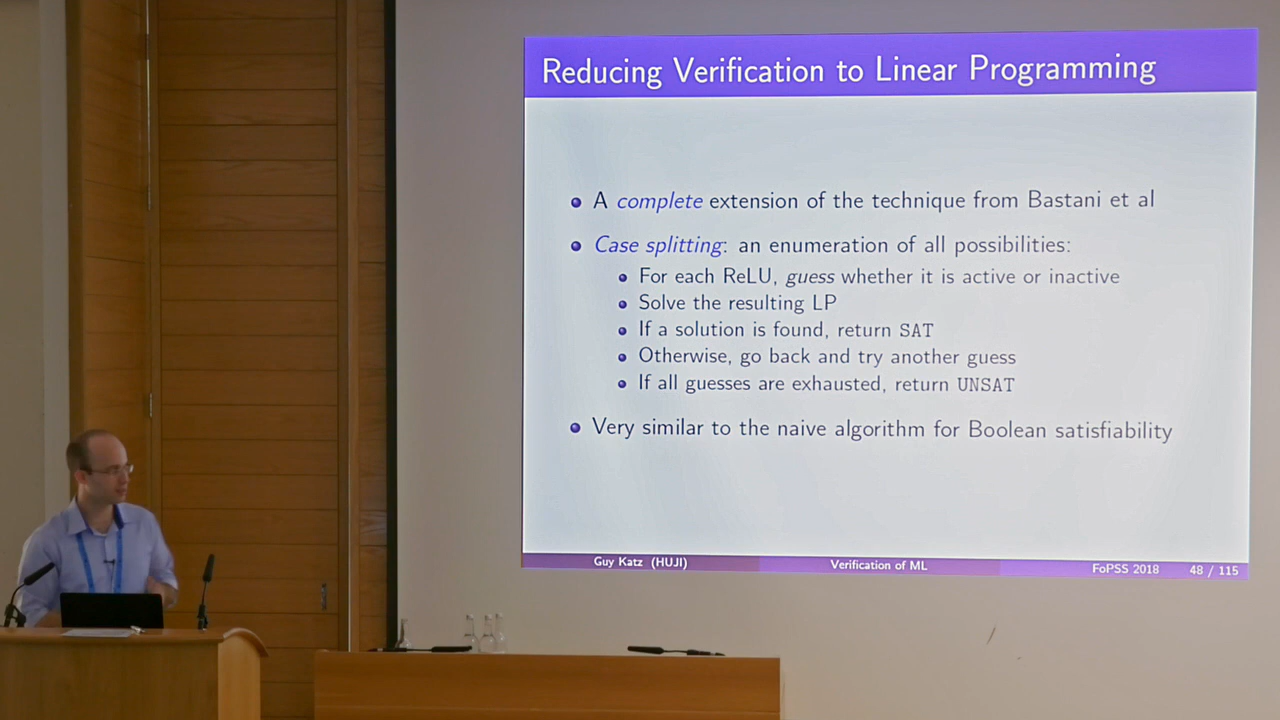 Reducing Verification to Linear Programming
A complete extension of the technique from Bastani et al
Case splitting: an enumeration of all possibilities:
For each ReLU, guess whether it is active or inactive
Solve the resulting LP
If a solution is found, return SAT
Otherwise, go back and try another guess
If all guesses are exhausted, return UNSAT
Very similar to the naive algorithm for Boolean satisfiability
Guy Katz (HUJI) Verification of ML FoPSS 2018 48 / 115